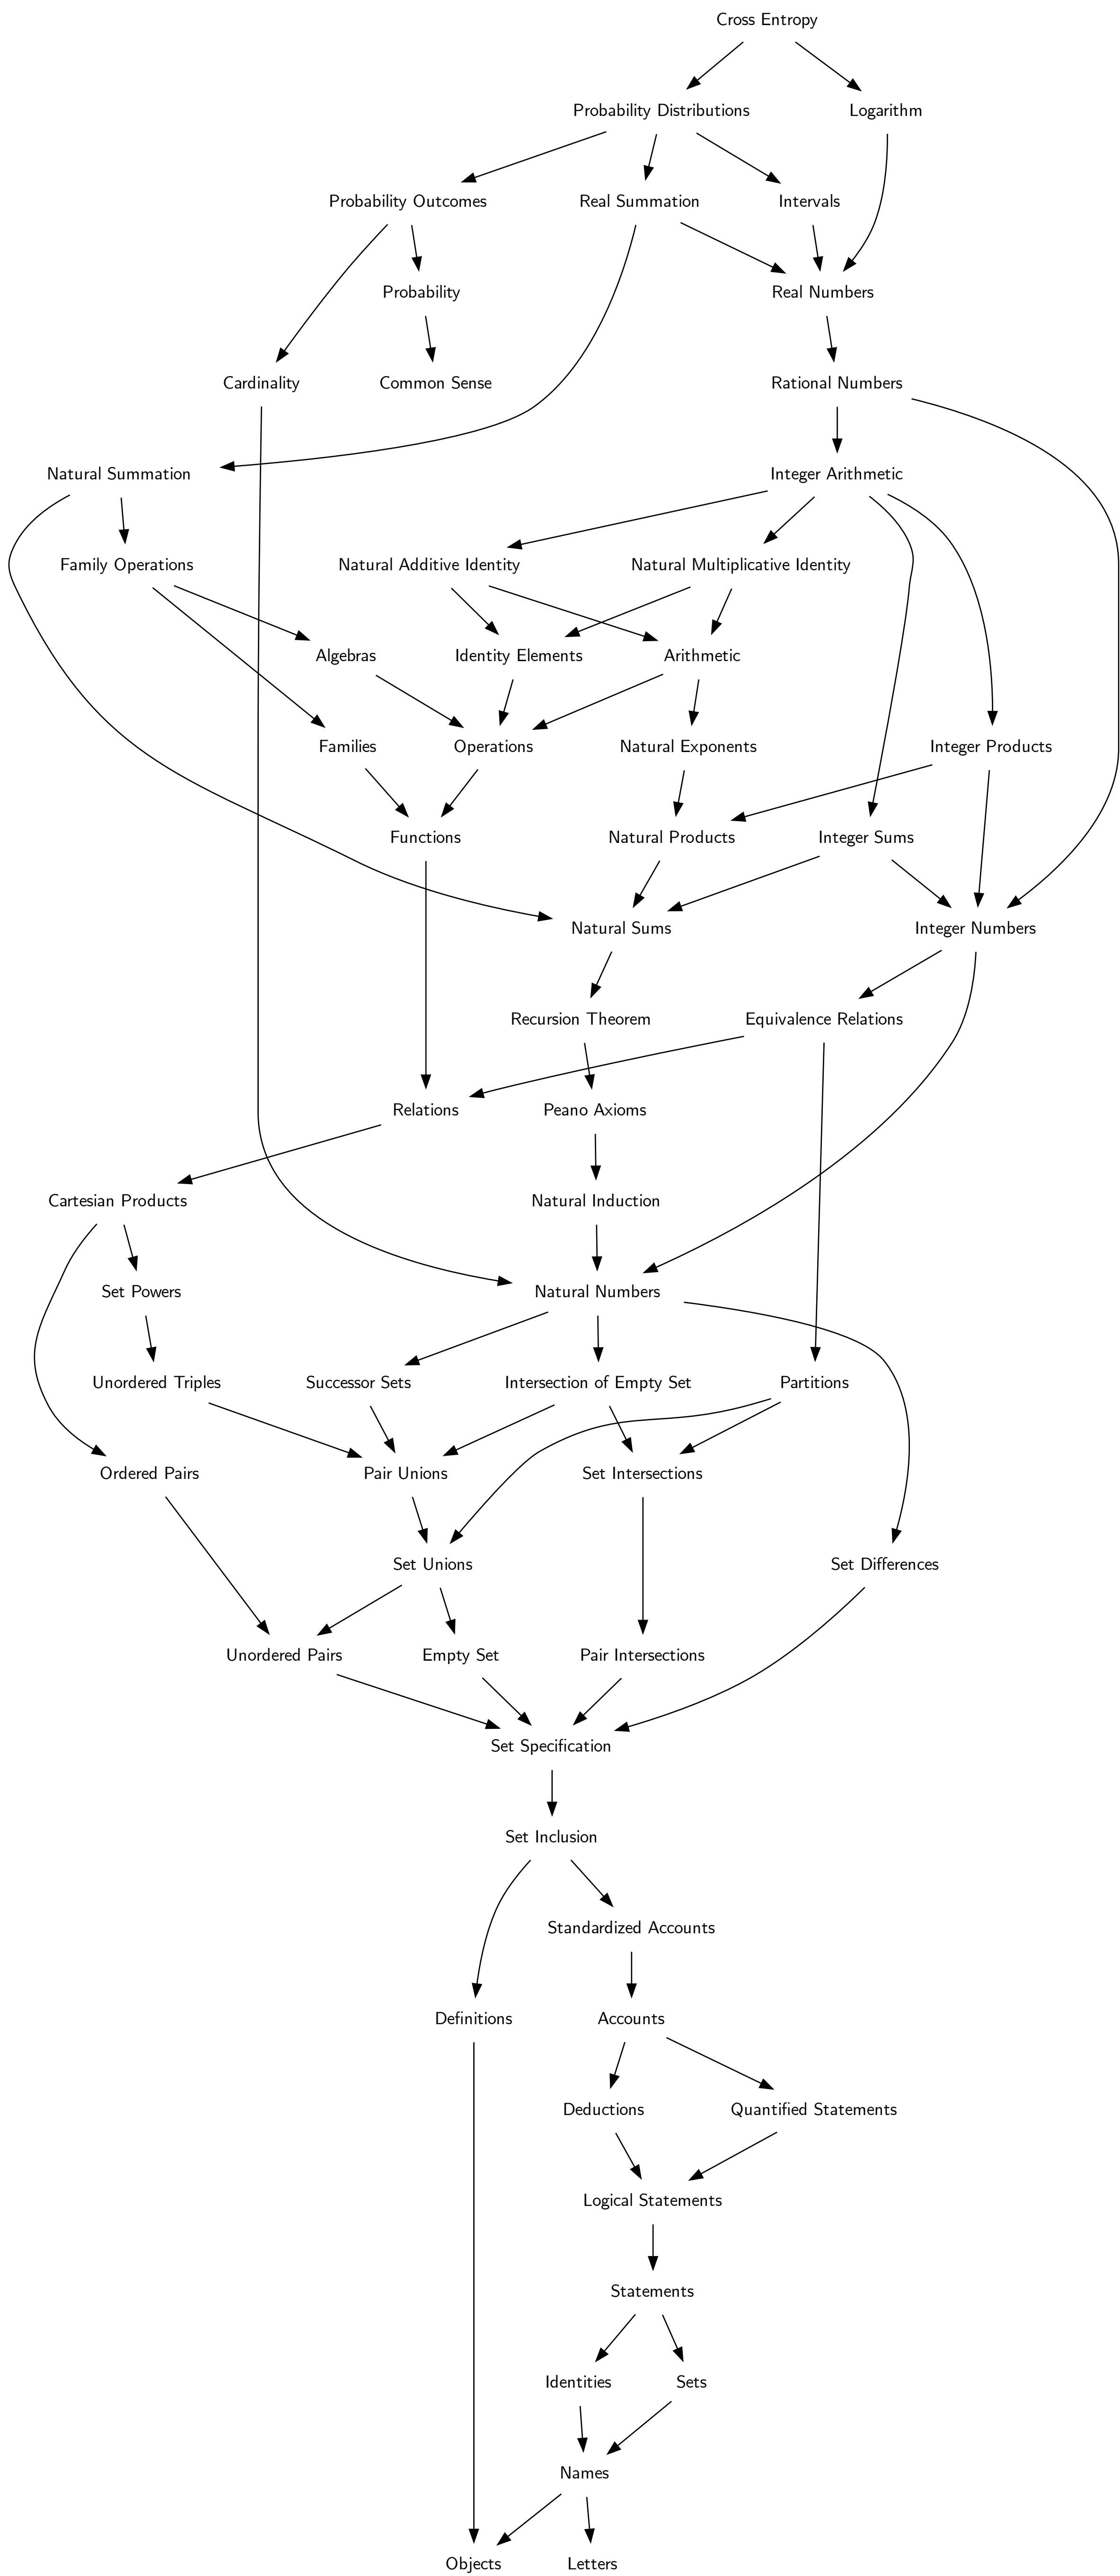 Cross Entropy
Probability Distributions
Logarithm
Probability Outcomes
Real Summation
Intervals
Probability
Real Numbers
Cardinality
Common Sense
Rational Numbers
Natural Summation
Integer Arithmetic
Family Operations
Natural Additive Identity
Natural Multiplicative Identity
Algebras
Identity Elements
Arithmetic
Families
Operations
Natural Exponents
Integer Products
Functions
Natural Products
Integer Sums
Natural Sums
Integer Numbers
Recursion Theorem
Equivalence Relations
Relations
Peano Axioms
Cartesian Products
Natural Induction
Set Powers
Natural Numbers
Unordered Triples
Successor Sets
Intersection of Empty Set
Partitions
Ordered Pairs
Pair Unions
Set Intersections
Set Unions
Set Differences
Unordered Pairs
Empty Set
Pair Intersections
Set Specification
Set Inclusion
Standardized Accounts
Definitions
Accounts
Deductions
Quantified Statements
Logical Statements
Statements
Identities
Sets
Names
Objects
Letters